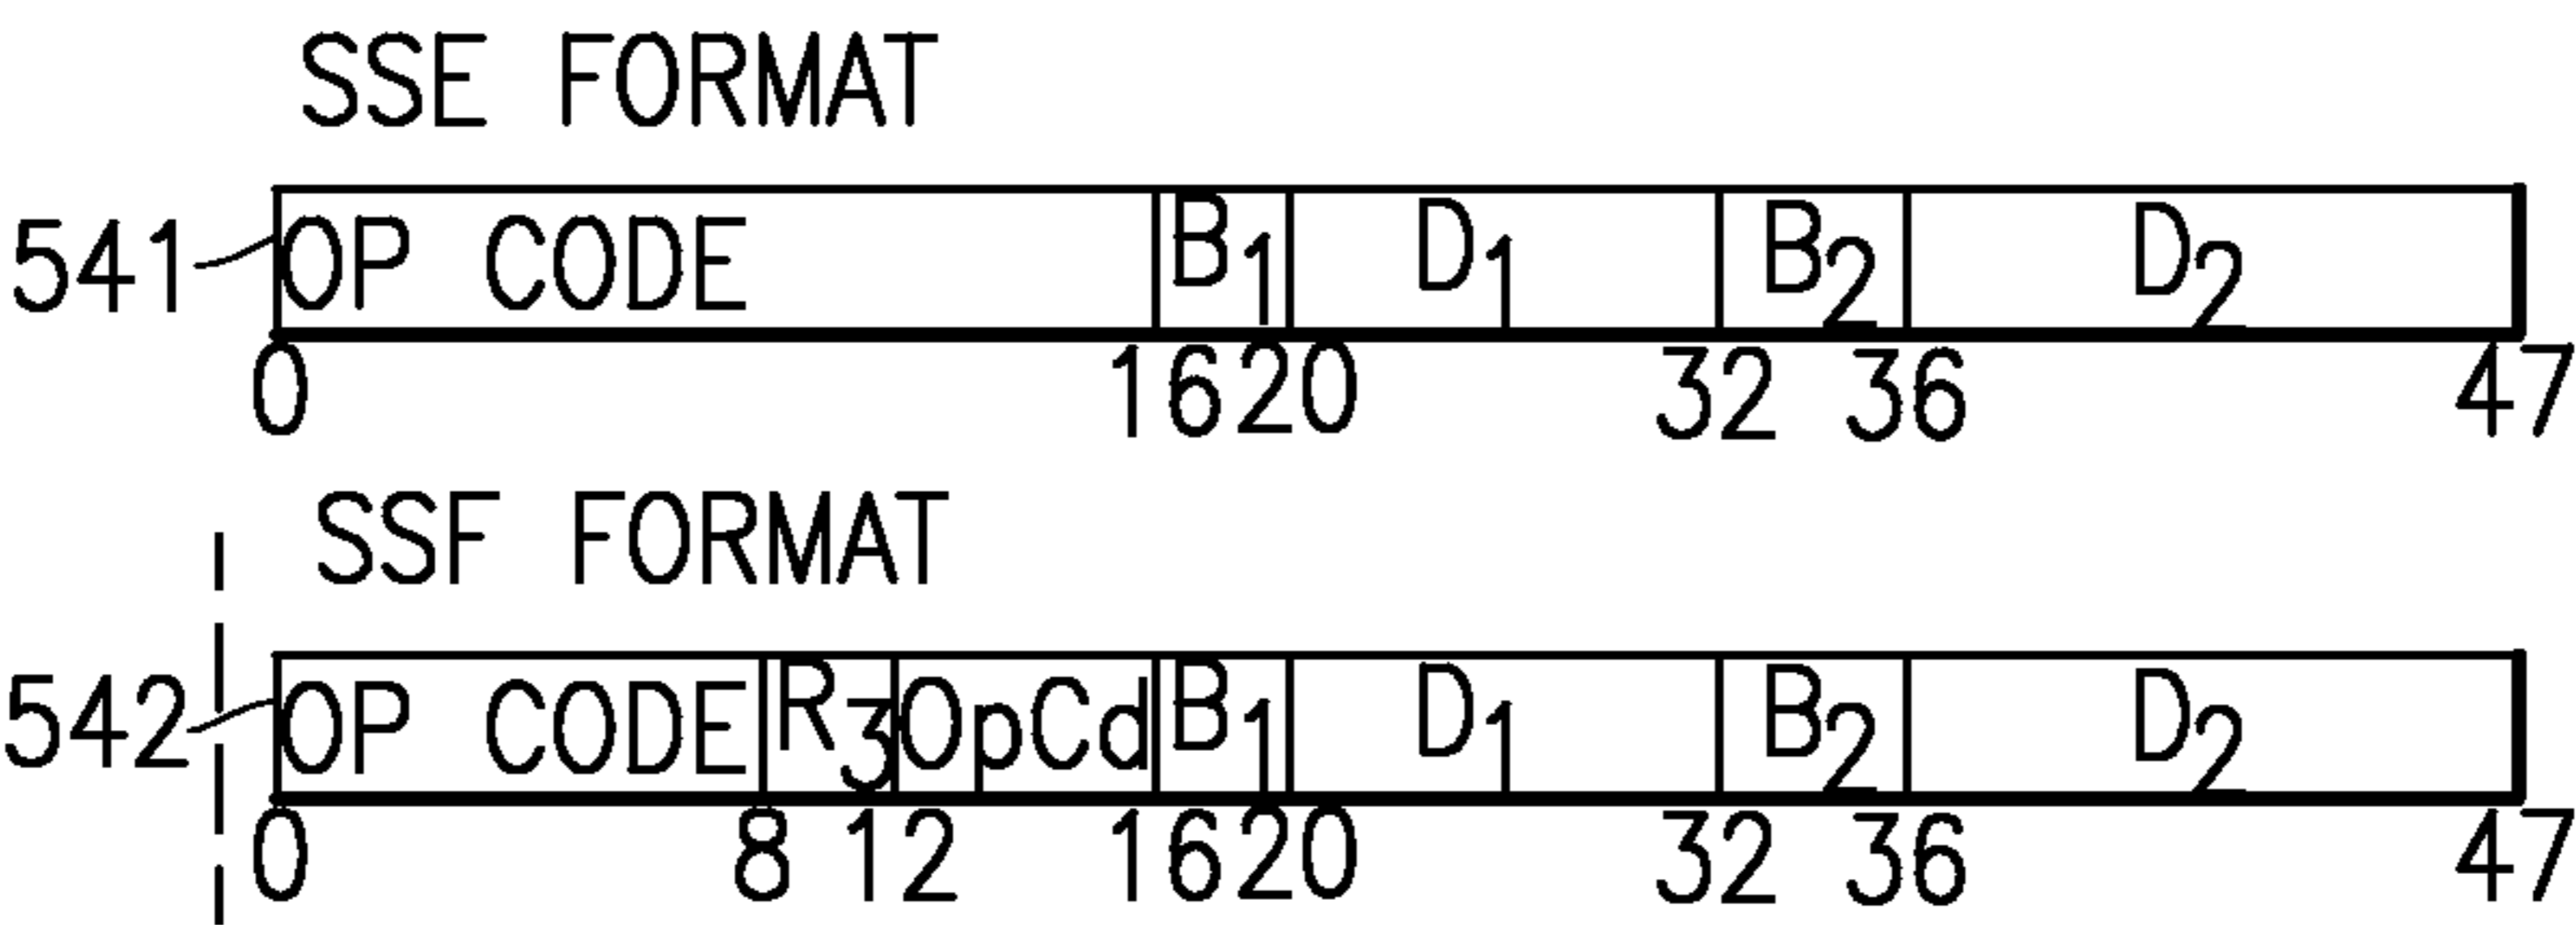 SSE FORMAT
541 OP CODE B1 D1 B2 D2
0 16 20 32 36 47
SSF FORMAT
542 OP CODE R3 OpCd B1 D1 B2 D2
0 8 12 16 20 32 36 47